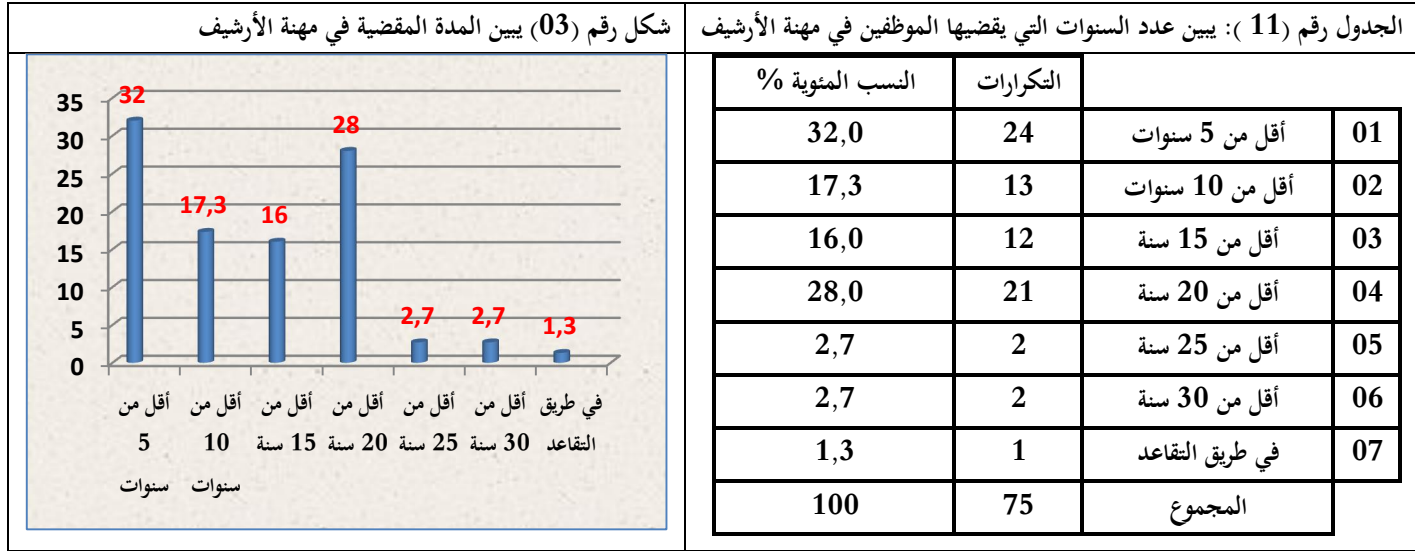 الجدول رقم (11 ): يبين عدد السنوات التي يقضيها الموظفين في مهنة الأرشيف
التكرارات النسب المئوية %
01 أقل من 5 سنوات 24 32,0
02 أقل من 10 سنوات 13 17,3
03 أقل من 15 سنة 12 16,0
04 أقل من 20 سنة 21 28,0
05 أقل من 25 سنة 2 2,7
06 أقل من 30 سنة 2 2,7
07 في طريق التقاعد 1 1,3
المجموع 75 100
شكل رقم (03) يبين المدة المقضية في مهنة الأرشيف
35
30
25
20
15
10
5
0
32
17,3
16
28
2,7
2,7
1,3
أقل من 5 سنوات
أقل من 10 سنوات
أقل من 15 سنة
أقل من 20 سنة
أقل من 25 سنة
أقل من 30 سنة
في طريق التقاعد